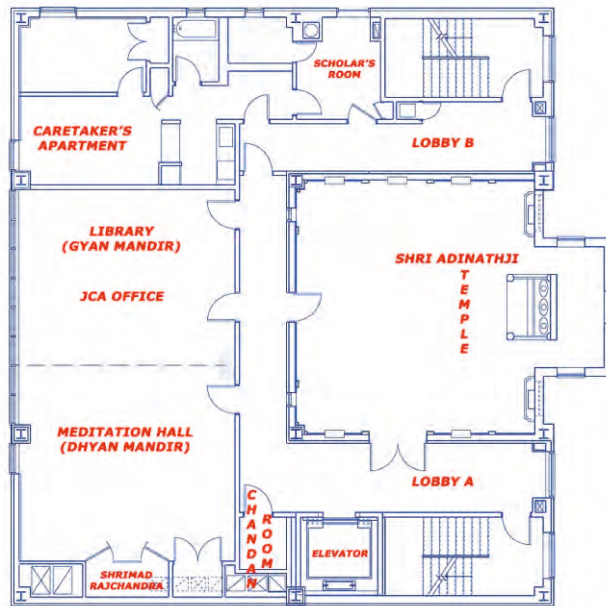 SCHOLAR'S
ROOM
CARETAKER'S
APARTMENT
LOBBY B
LIBRARY
(GYAN MANDIR)
JCA OFFICE
SHRI ADINATHJI
TEMPLE
MEDITATION HALL
(DHYAN MANDIR)
LOBBY A
CHANDAN
ROOM
ELEVATOR
SHRIMAD
RAJCHANDRA